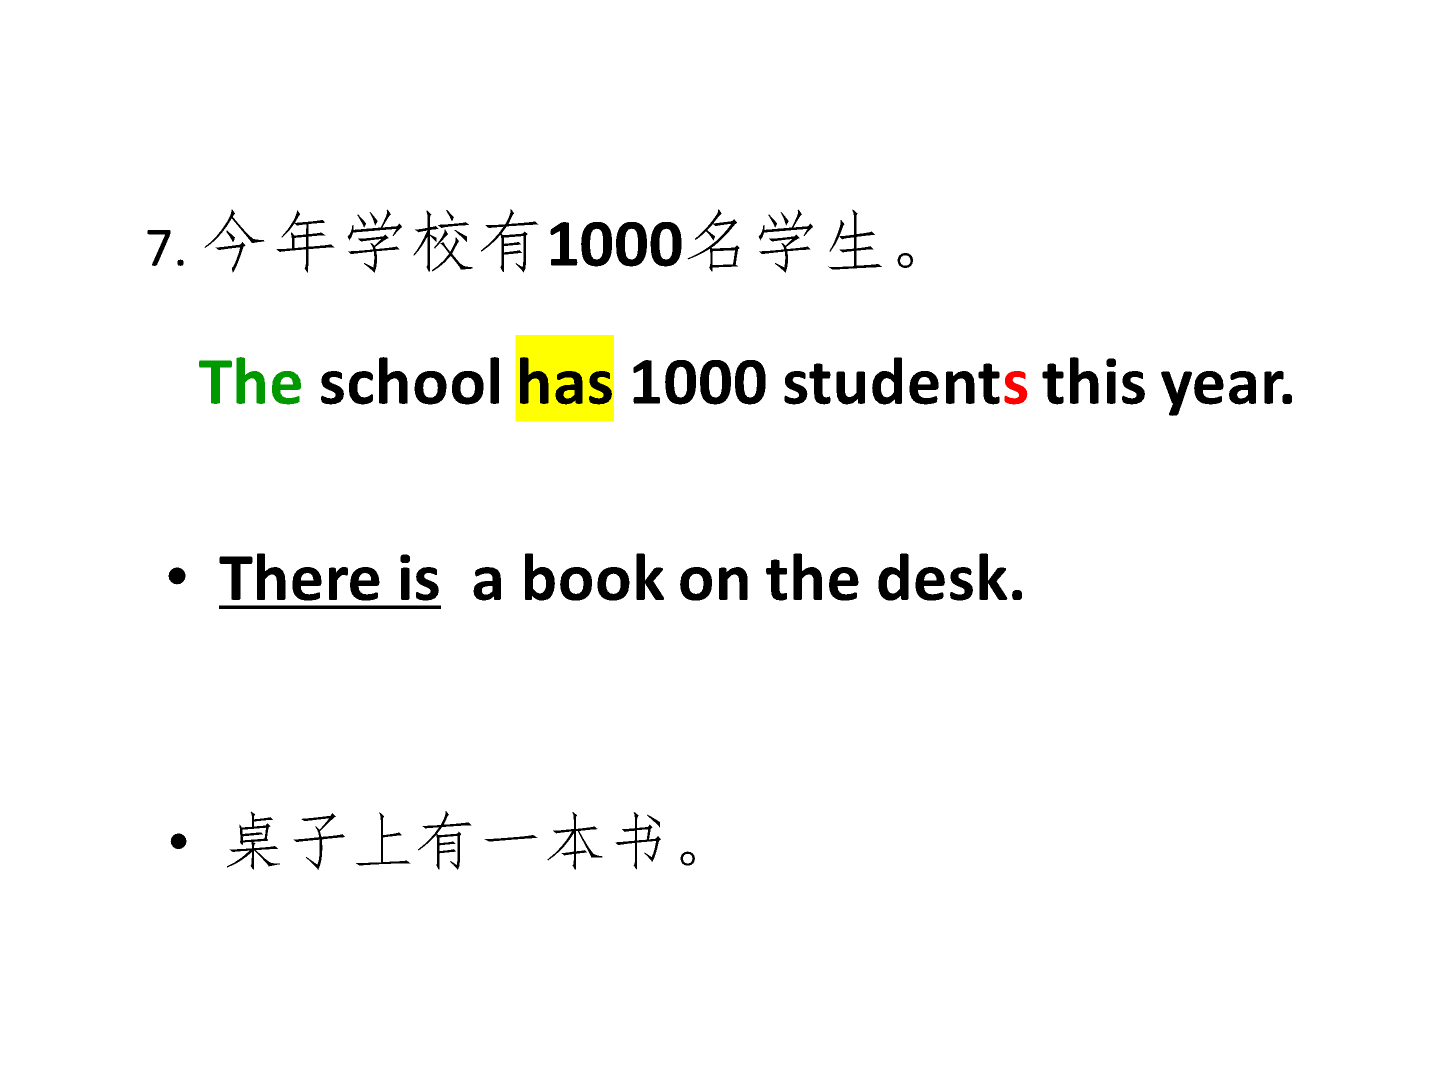 7. 今年学校有1000名学生。
The school has 1000 students this year.
• There is a book on the desk.
• 桌子上有一本书。